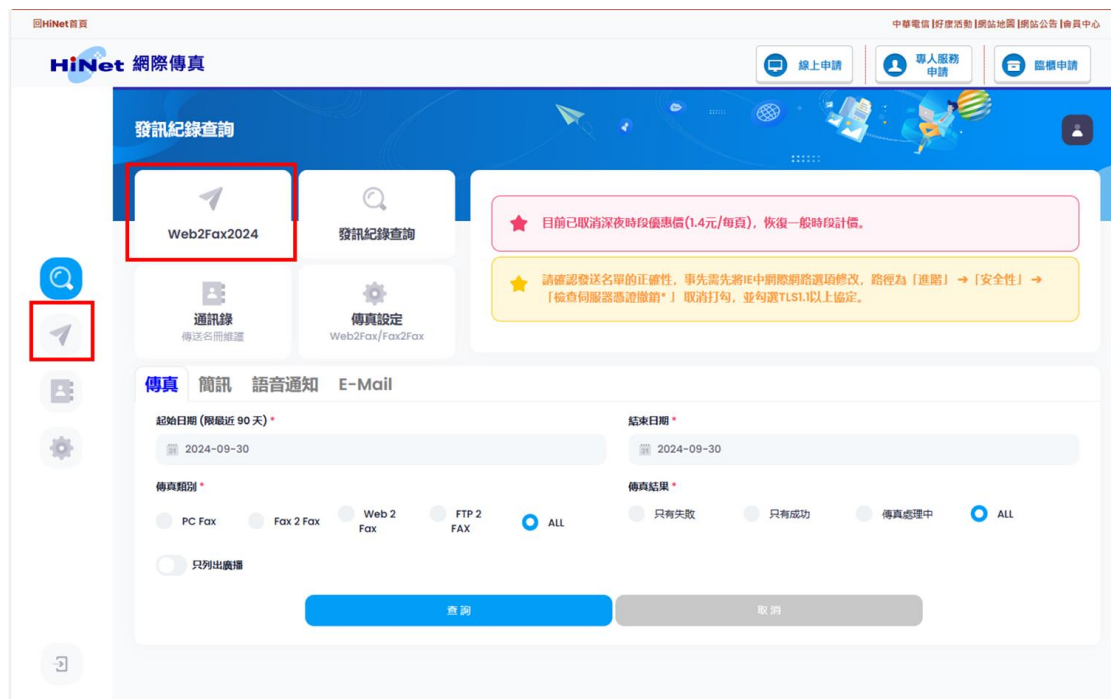 回HiNet首頁
中華電信|好康活動|網站地圖|網站公告|會員中心
HiNet 網際傳真
線上申請
專人服務
申請
臨櫃申請
發訊紀錄查詢
Web2Fax2024
發訊紀錄查詢
通訊錄
傳送名冊維護
傳真設定
Web2Fax/Fax2Fax
目前已取消深夜時段優惠價(1.4元/每頁)，恢復一般時段計價。
請確認發送名單的正確性，事先需先將IE中網際網路選項修改，路徑為「進階」→「安全性」→
「檢查伺服器憑證撤銷*」取消打勾，並勾選TLS1.1以上協定。
傳真 簡訊 語音通知 E-Mail
起始日期 (限最近 90 天) *
結束日期 *
2024-09-30
2024-09-30
傳真類別 *
傳真結果 *
PC Fax
Fax 2 Fax
Web 2
Fax
FTP 2
FAX
ALL
只有失敗
只有成功
傳真處理中
ALL
只列出廣播
查詢
取消